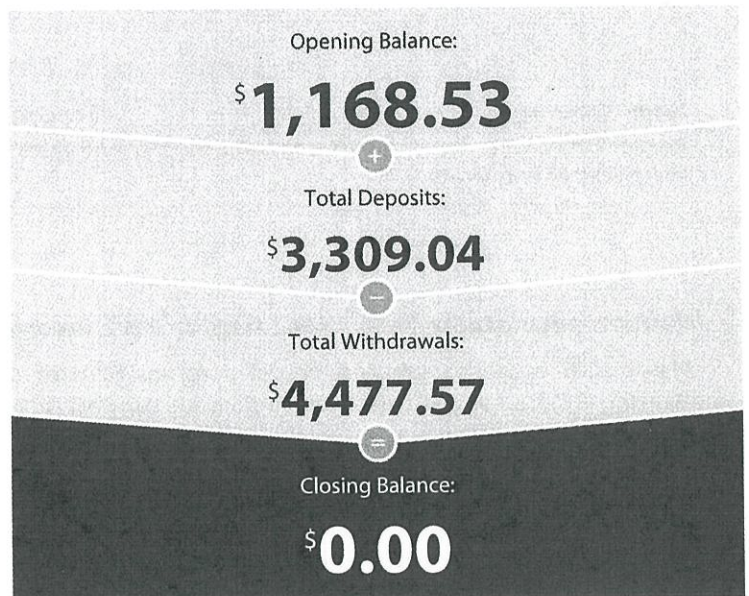 Opening Balance:
$1,168.53
+
Total Deposits:
$3,309.04
−
Total Withdrawals:
$4,477.57
=
Closing Balance:
$0.00